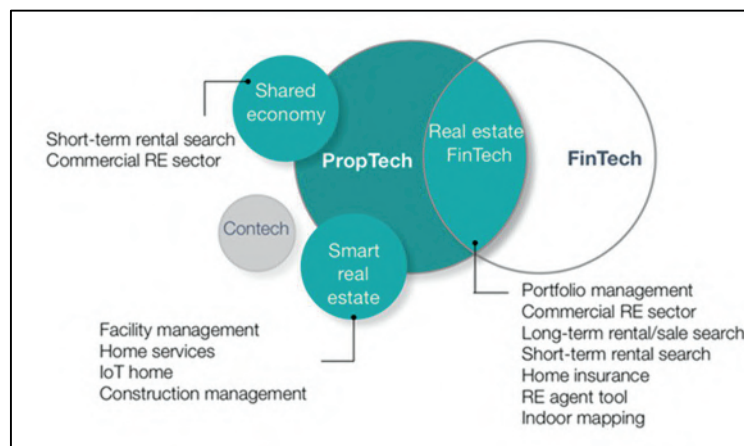 Shared
economy
Short-term rental search
Commercial RE sector
PropTech
Real estate
FinTech
FinTech
Contech
Smart
real
estate
Facility management
Home services
IoT home
Construction management
Portfolio management
Commercial RE sector
Long-term rental/sale search
Short-term rental search
Home insurance
RE agent tool
Indoor mapping